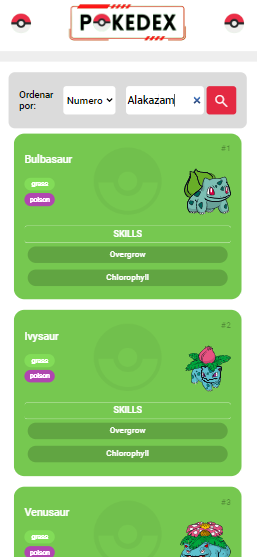 POKEDEX
Ordenar
por:
Numero
Alakazam
#1
Bulbasaur
grass
poison
SKILLS
Overgrow
Chlorophyll
#2
Ivysaur
grass
poison
SKILLS
Overgrow
Chlorophyll
#3
Venusaur
grass
poison